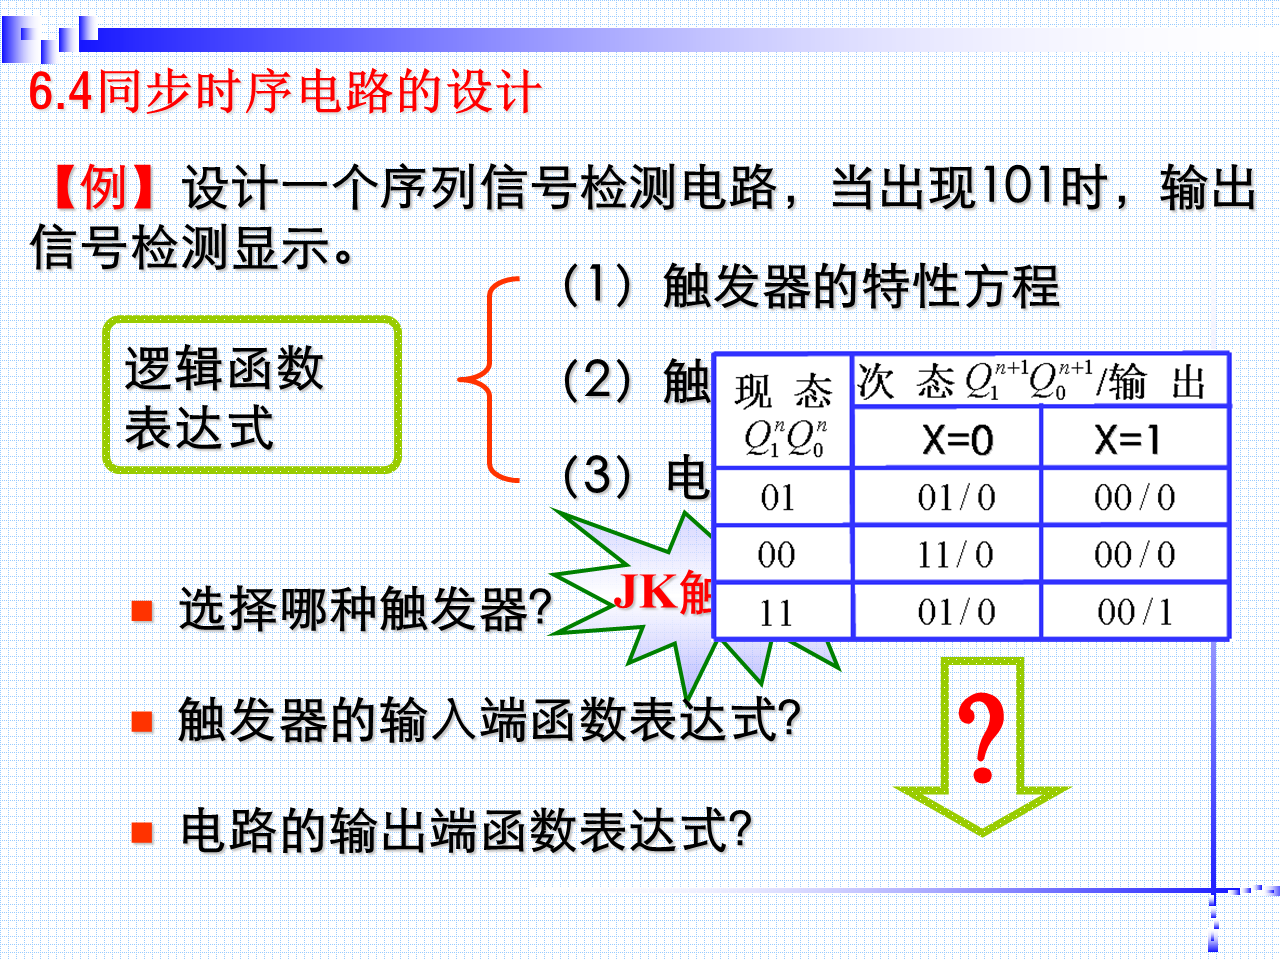 6.4同步时序电路的设计
【例】设计一个序列信号检测电路，当出现101时，输出
信号检测显示。
逻辑函数
表达式
（1）触发器的特性方程
（2）触
（3）电
现 态
Q₁ⁿQ₀ⁿ
次 态 Q₁ⁿ⁺¹Q₀ⁿ⁺¹/输 出
X=0 X=1
01 01/0 00/0
00 11/0 00/0
11 01/0 00/1
JK触
选择哪种触发器?
触发器的输入端函数表达式?
电路的输出端函数表达式?
?